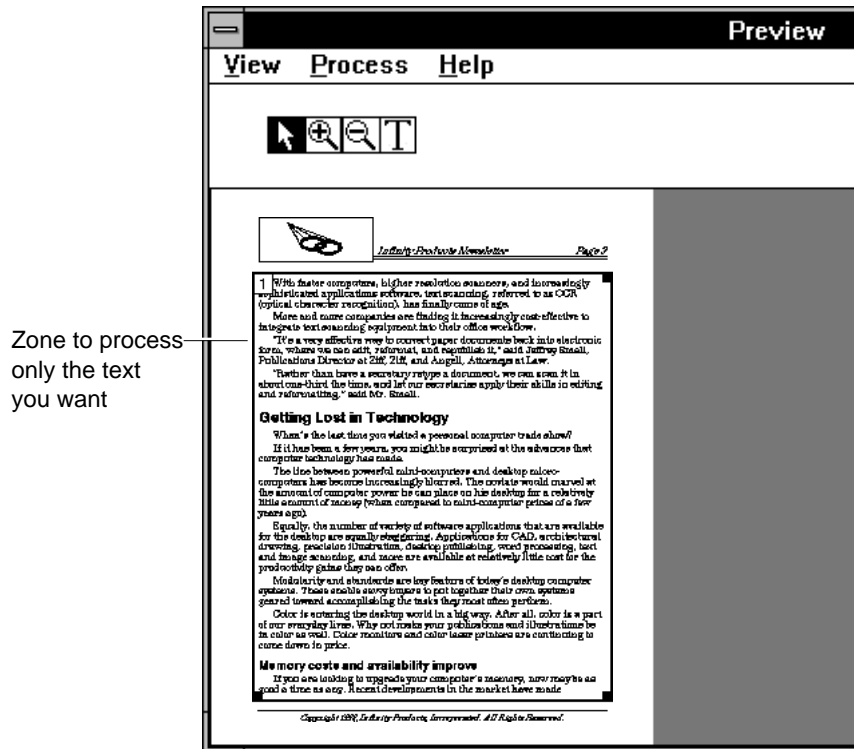 Preview
View Process Help
T
Zone to process
only the text
you want
Infinity Products Newsletter Page 2
1
With faster computers, higher resolution scanners, and increasingly
sophisticated applications software, text scanning, referred to as OCR
(optical character recognition), has finally come of age.
More and more companies are finding it increasingly cost-effective to
integrate text scanning equipment into their office workflow.
"It's a very effective way to convert paper documents back into electronic
form, where we can edit, reformat, and republish it," said Jeffrey Small,
Publications Director at Ziff, Ziff, and Angell, Attorneys at Law.
"Rather than have a secretary retype a document, we can scan it in
about one-third the time, and let our secretaries apply their skills in editing
and reformatting," said Mr. Small.
Getting Lost in Technology
When's the last time you visited a personal computer trade show?
If it has been a few years, you might be surprised at the advances that
computer technology has made.
The line between powerful mini-computers and desktop micro-
computers has become increasingly blurred. The novista would marvel at
the amount of computer power he can place on his desktop for a relatively
little amount of money (when compared to mini-computer prices of a few
years ago).
Equally, the number of variety of software applications that are available
for the desktop are equally staggering. Applications for CAD, architectural
drawing, precision illustration, desktop publishing, word processing, text
and image scanning, and more are available at relatively little cost for the
productivity gains they can offer.
Modularity and standards are key feature of today's desktop computer
systems. These enable savvy buyers to put together their own systems
geared toward accomplishing the tasks they most often perform.
Color is entering the desktop world in a big way. After all, color is a part
of our everyday lives. Why not make your publications and illustrations be
in color as well. Color monitors and color laser printers are continuing to
come down in price.
Memory costs and availability improve
If you are looking to upgrade your computer's memory, now may be as
good a time as any. Recent developments in the market have made
Copyright Infinity Products, Incorporated. All Rights Reserved.